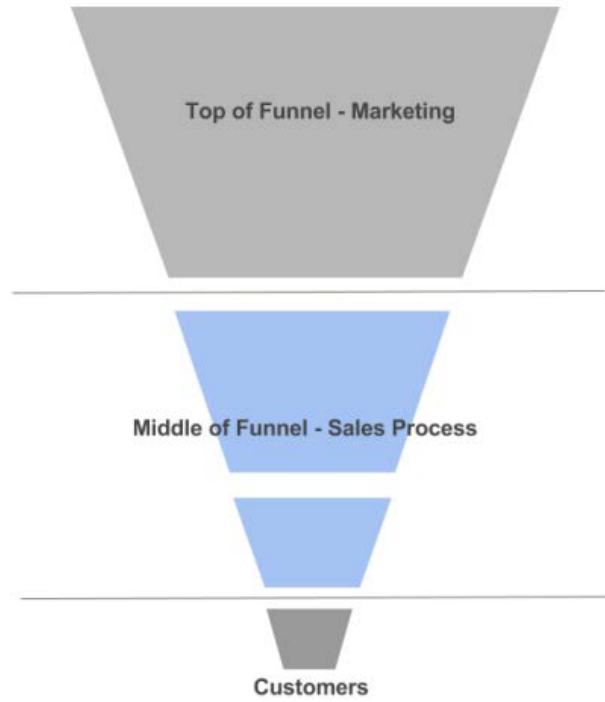 Top of Funnel - Marketing
Middle of Funnel - Sales Process
Customers